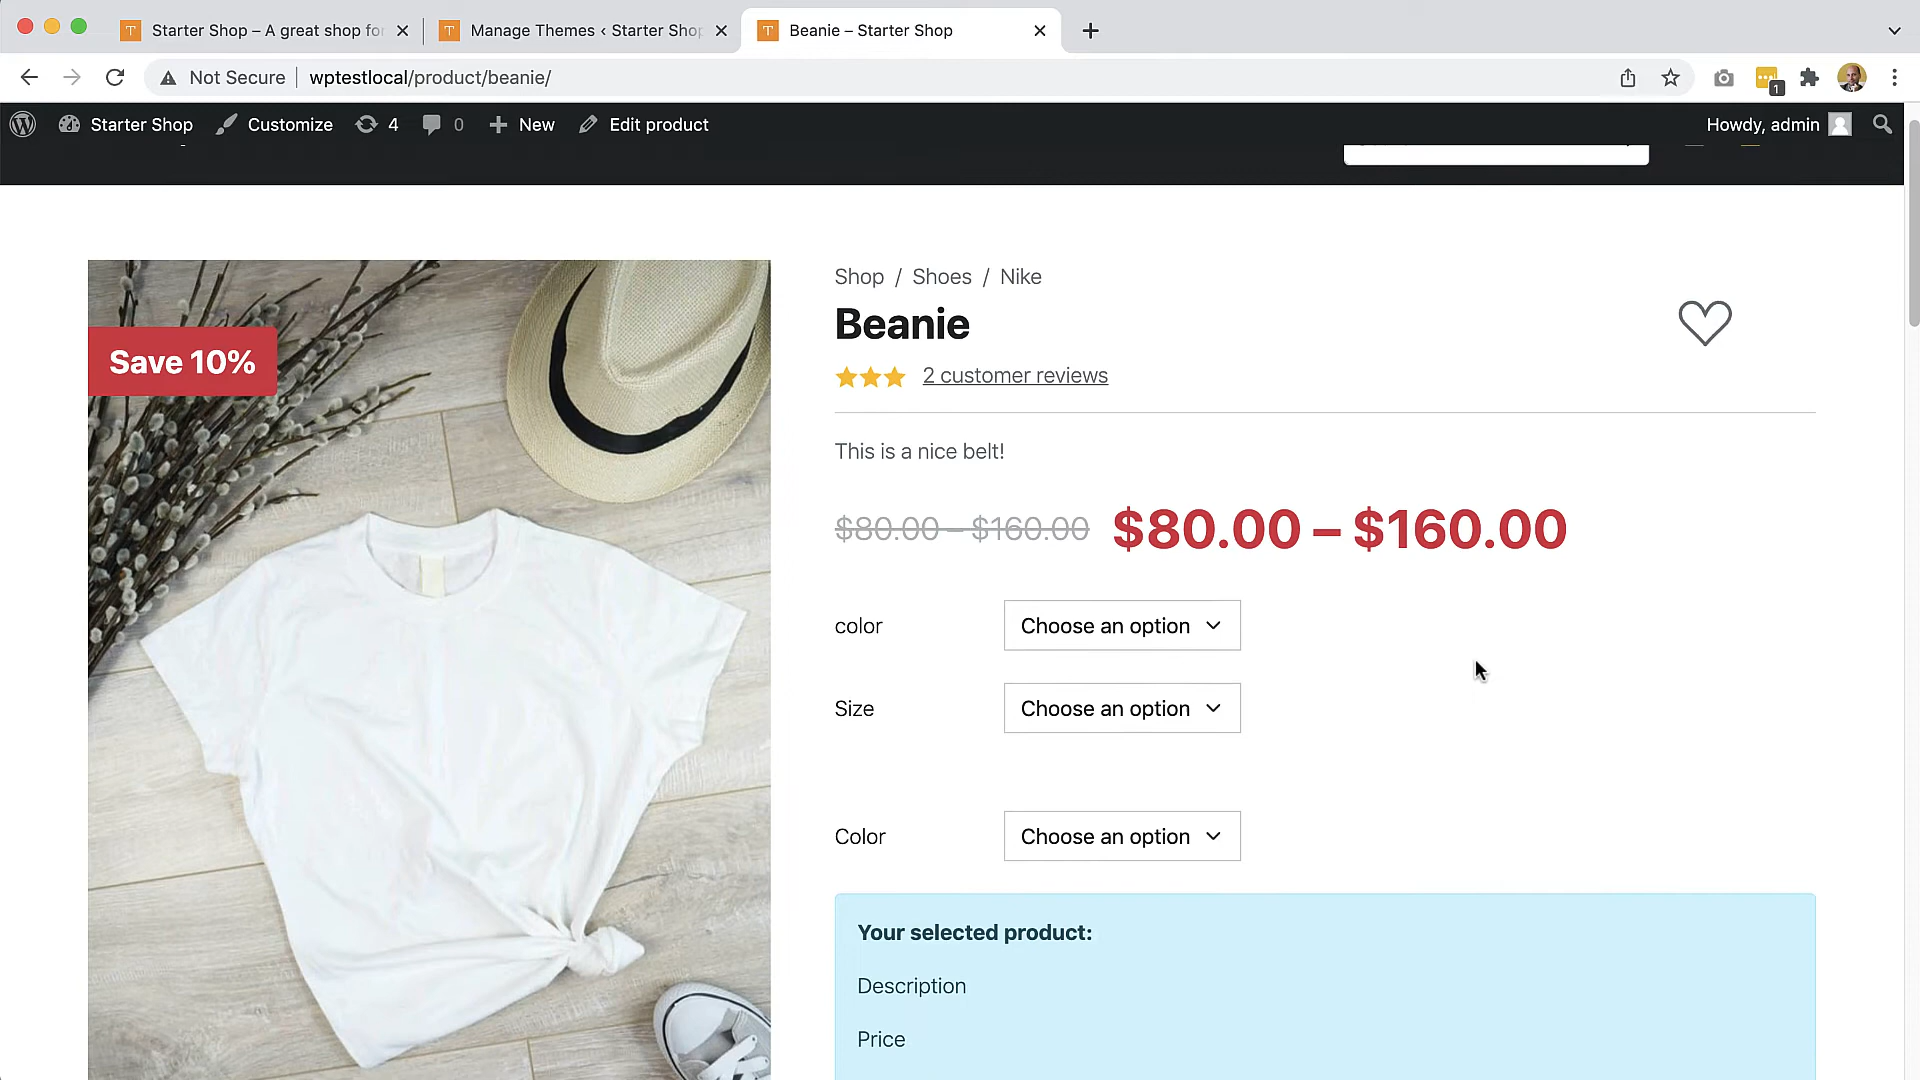 Starter Shop – A great shop for
Manage Themes ‹ Starter Shop
Beanie – Starter Shop
Not Secure
wptestlocal/product/beanie/
1
Starter Shop
Customize
4
0
New
Edit product
Howdy, admin
Shop / Shoes / Nike
Beanie
Save 10%
2 customer reviews
This is a nice belt!
$80.00 – $160.00 $80.00 – $160.00
color Choose an option
Size Choose an option
Color Choose an option
Your selected product:
Description
Price